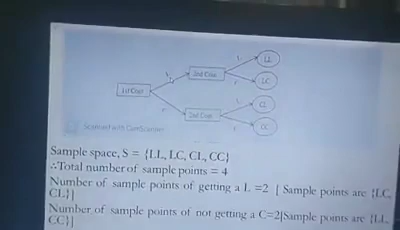 LL
2nd Coin
LC
1st Coin
CL
2nd Coin
CC
Scanned with CamScanner
Sample space, S = {LL, LC, CL, CC}
∴Total number of sample points = 4
Number of sample points of getting a L =2 [ Sample points are {LC,
CL}]
Number of sample points of not getting a C=2[Sample points are {LL,
CC}]